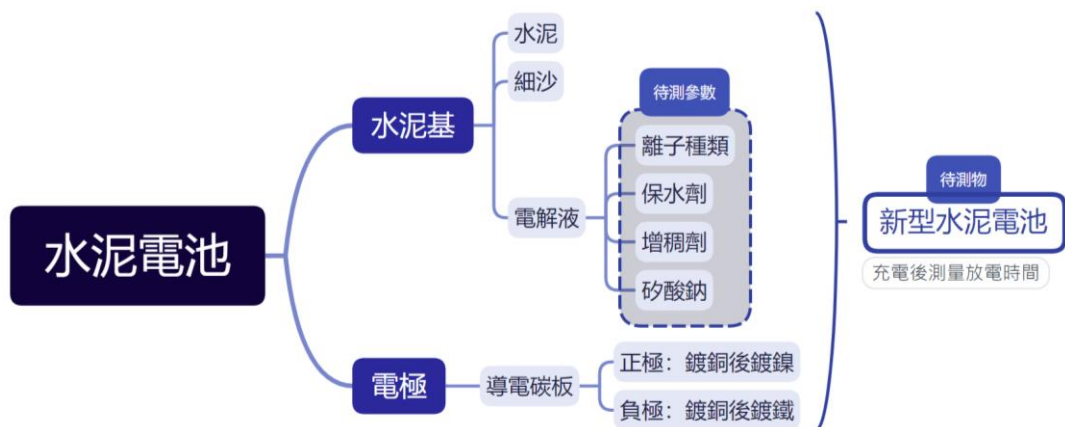 水泥電池
水泥基
水泥
細沙
電解液
待測參數
離子種類
保水劑
增稠劑
矽酸鈉
電極
導電碳板
正極：鍍銅後鍍鎳
負極：鍍銅後鍍鐵
待測物
新型水泥電池
充電後測量放電時間